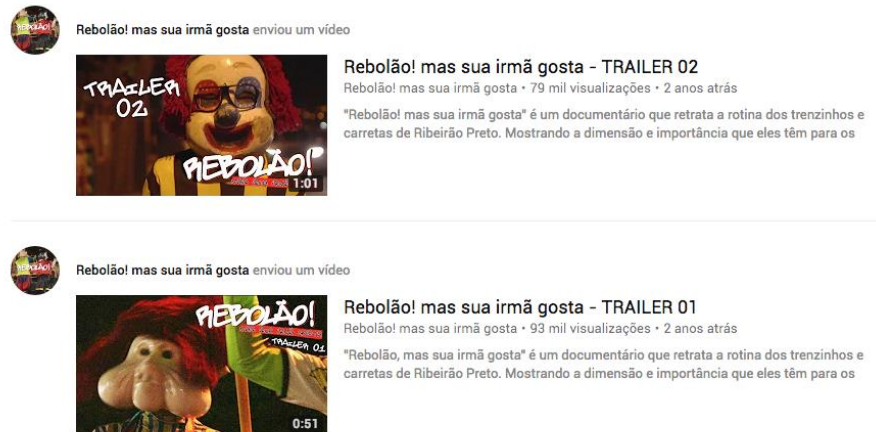 Rebolão! mas sua irmã gosta enviou um vídeo
TRAILER
02
REBOLÃO!
1:01
Rebolão! mas sua irmã gosta - TRAILER 02
Rebolão! mas sua irmã gosta • 79 mil visualizações • 2 anos atrás
"Rebolão! mas sua irmã gosta" é um documentário que retrata a rotina dos trenzinhos e
carretas de Ribeirão Preto. Mostrando a dimensão e importância que eles têm para os
REBOLÃO!
Rebolão! mas sua irmã gosta enviou um vídeo
REBOLÃO!
MAS SUA IRMÃ GOSTA
TRAILER 01
0:51
Rebolão! mas sua irmã gosta - TRAILER 01
Rebolão! mas sua irmã gosta • 93 mil visualizações • 2 anos atrás
"Rebolão, mas sua irmã gosta" é um documentário que retrata a rotina dos trenzinhos e
carretas de Ribeirão Preto. Mostrando a dimensão e importância que eles têm para os